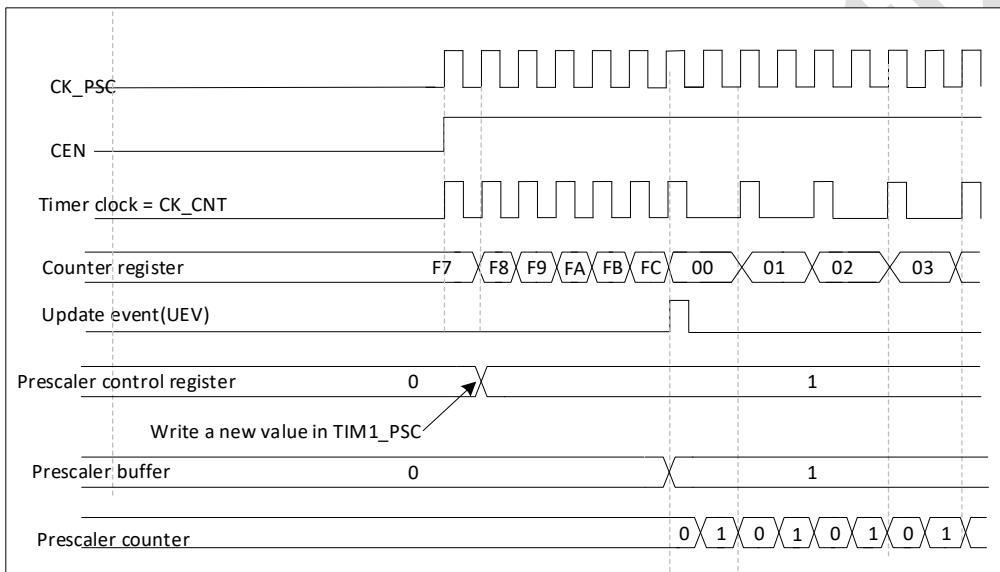 CK_PSC
CEN
Timer clock = CK_CNT
Counter register F7 F8 F9 FA FB FC 00 01 02 03
Update event(UEV)
Prescaler control register 0 1
Write a new value in TIM1_PSC
Prescaler buffer 0 1
Prescaler counter 0 1 0 1 0 1 0 1